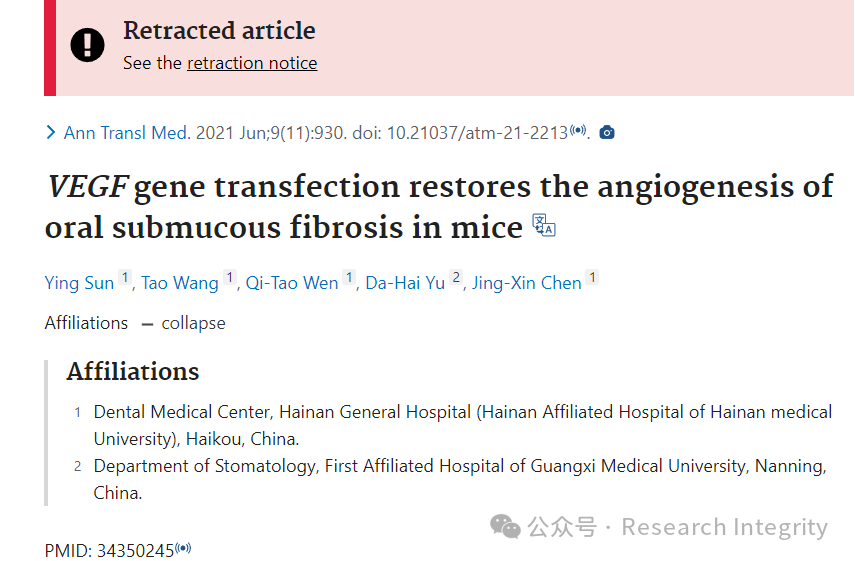 Retracted article
See the retraction notice
Ann Transl Med. 2021 Jun;9(11):930. doi: 10.21037/atm-21-2213.
VEGF gene transfection restores the angiogenesis of
oral submucous fibrosis in mice
Ying Sun 1, Tao Wang 1, Qi-Tao Wen 1, Da-Hai Yu 2, Jing-Xin Chen 1
Affiliations — collapse
Affiliations
1 Dental Medical Center, Hainan General Hospital (Hainan Affiliated Hospital of Hainan medical
University), Haikou, China.
2 Department of Stomatology, First Affiliated Hospital of Guangxi Medical University, Nanning,
China.
公众号 · Research Integrity
PMID: 34350245